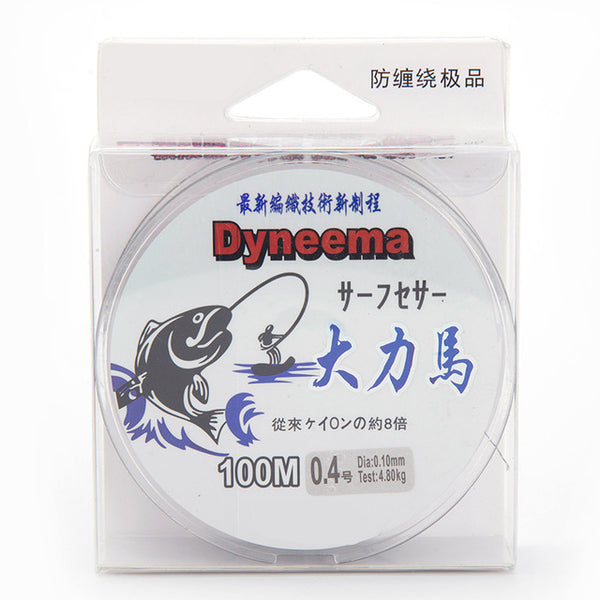 防缠绕极品
最新編織技術新制程
Dyneema
サーフセサー
大力馬
從來ケイロンの約8倍
100M 0.4号 Dia:0.10mm
Test:4.80kg